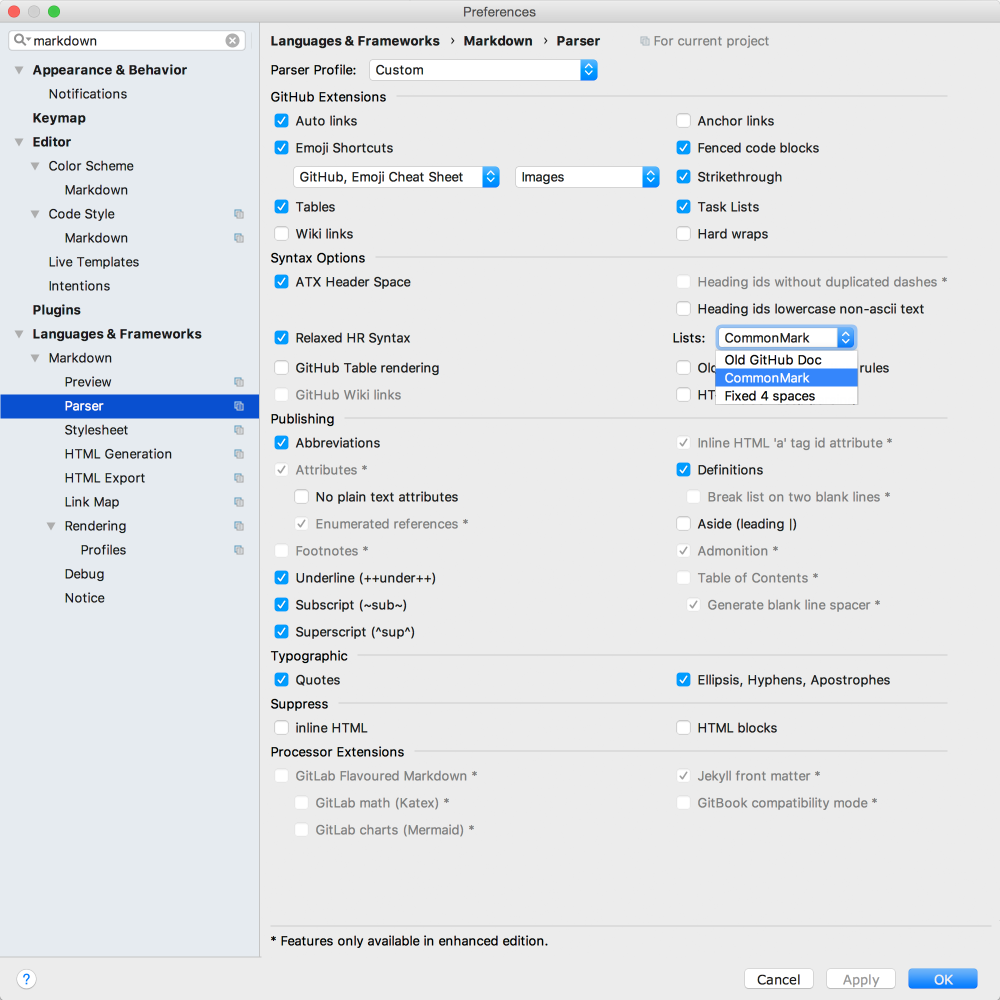 Preferences
markdown
Appearance & Behavior
Notifications
Keymap
Editor
Color Scheme
Markdown
Code Style
Markdown
Live Templates
Intentions
Plugins
Languages & Frameworks
Markdown
Preview
Parser
Stylesheet
HTML Generation
HTML Export
Link Map
Rendering
Profiles
Debug
Notice
?
Languages & Frameworks › Markdown › Parser For current project
Parser Profile: Custom
GitHub Extensions
Auto links Anchor links
Emoji Shortcuts Fenced code blocks
GitHub, Emoji Cheat Sheet Images Strikethrough
Tables Task Lists
Wiki links Hard wraps
Syntax Options
ATX Header Space Heading ids without duplicated dashes *
Heading ids lowercase non-ascii text
Relaxed HR Syntax Lists: CommonMark
Old GitHub Doc
GitHub Table rendering rules
CommonMark
GitHub Wiki links Fixed 4 spaces
Publishing
Abbreviations Inline HTML 'a' tag id attribute *
Attributes * Definitions
No plain text attributes Break list on two blank lines *
Enumerated references * Aside (leading |)
Footnotes * Admonition *
Underline (++under++) Table of Contents *
Subscript (~sub~) Generate blank line spacer *
Superscript (^sup^)
Typographic
Quotes Ellipsis, Hyphens, Apostrophes
Suppress
inline HTML HTML blocks
Processor Extensions
GitLab Flavoured Markdown * Jekyll front matter *
GitLab math (Katex) * GitBook compatibility mode *
GitLab charts (Mermaid) *
* Features only available in enhanced edition.
Cancel Apply OK